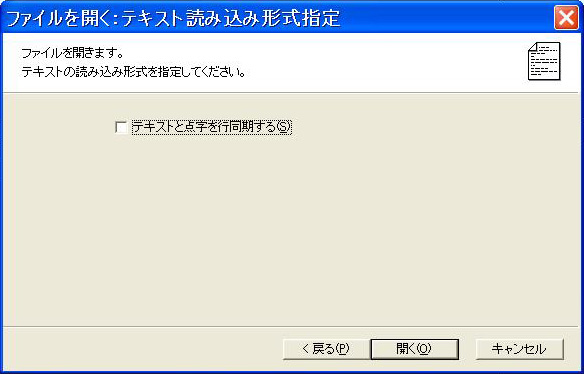 ファイルを開く:テキスト読み込み形式指定
ファイルを開きます。
テキストの読み込み形式を指定してください。
テキストと点字を行同期する(S)
< 戻る(P)
開く(O)
キャンセル